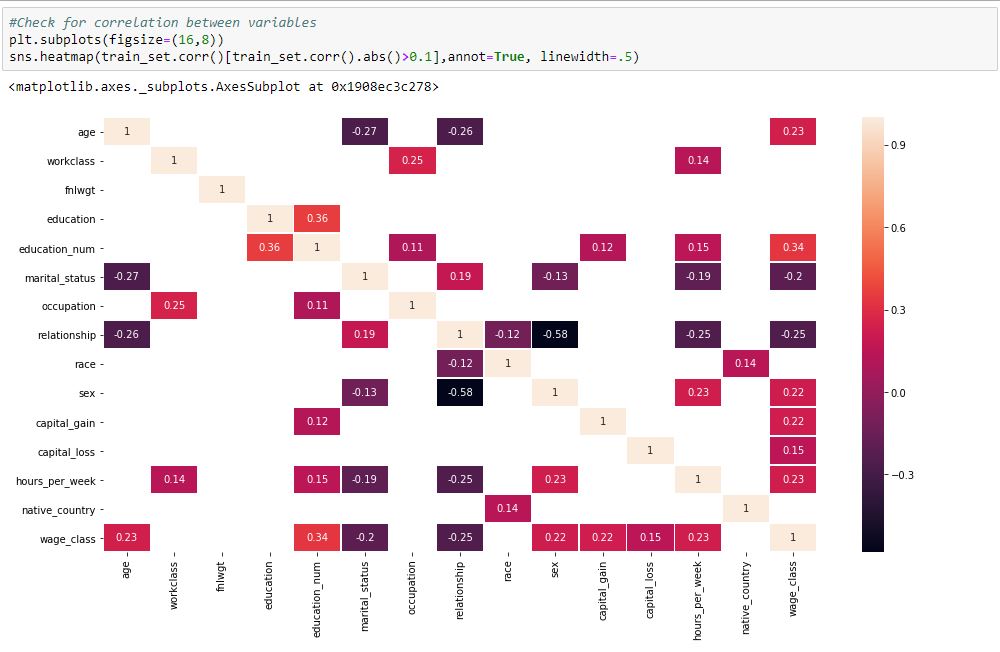 #Check for correlation between variables
plt.subplots(figsize=(16,8))
sns.heatmap(train_set.corr()[train_set.corr().abs()>0.1],annot=True, linewidth=.5)
<matplotlib.axes._subplots.AxesSubplot at 0x1908ec3c278>
age 1 -0.27 -0.26 0.23
workclass 1 0.25 0.14
fnlwgt 1
education 1 0.36
education_num 0.36 1 0.11 0.12 0.15 0.34
marital_status -0.27 1 0.19 -0.13 -0.19 -0.2
occupation 0.25 0.11 1
relationship -0.26 0.19 1 -0.12 -0.58 -0.25 -0.25
race -0.12 1 0.14
sex -0.13 -0.58 1 0.23 0.22
capital_gain 0.12 1 0.22
capital_loss 1 0.15
hours_per_week 0.14 0.15 -0.19 -0.25 0.23 1 0.23
native_country 0.14 1
wage_class 0.23 0.34 -0.2 -0.25 0.22 0.22 0.15 0.23 1
age
workclass
fnlwgt
education
education_num
marital_status
occupation
relationship
race
sex
capital_gain
capital_loss
hours_per_week
native_country
wage_class
0.9
0.6
0.3
0.0
−0.3